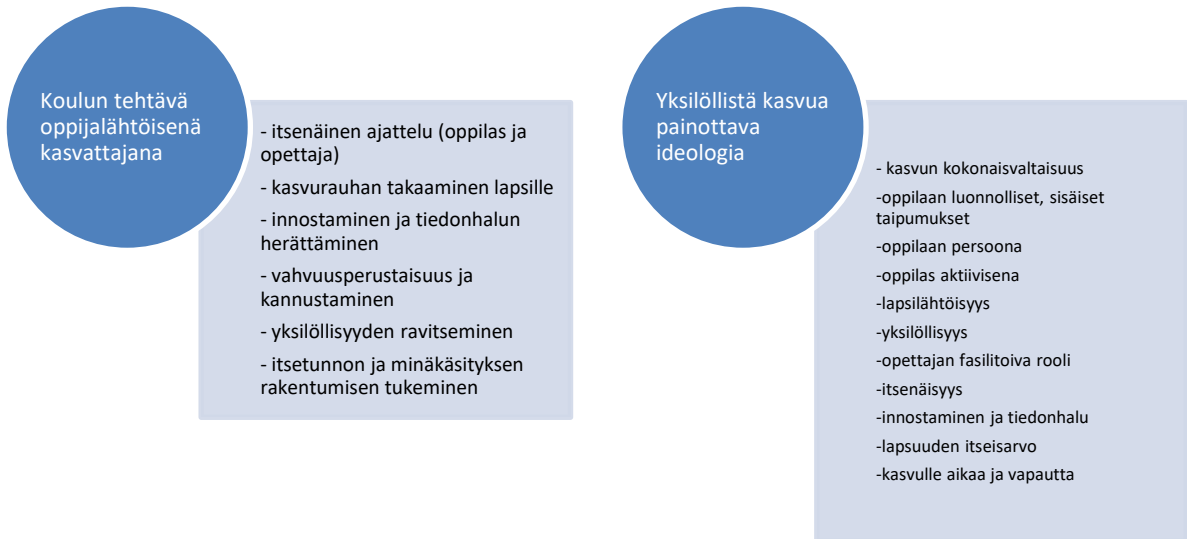 Koulun tehtävä
oppijalähtöisenä
kasvattajana
- itsenäinen ajattelu (oppilas ja
opettaja)
- kasvurauhan takaaminen lapsille
- innostaminen ja tiedonhalun
herättäminen
- vahvuusperustaisuus ja
kannustaminen
- yksilöllisyyden ravitseminen
- itsetunnon ja minäkäsityksen
rakentumisen tukeminen
Yksilöllistä kasvua
painottava
ideologia
- kasvun kokonaisvaltaisuus
-oppilaan luonnolliset, sisäiset
taipumukset
-oppilaan persoona
-oppilas aktiivisena
-lapsilähtöisyys
-yksilöllisyys
-opettajan fasilitoiva rooli
-itsenäisyys
-innostaminen ja tiedonhalu
-lapsuuden itseisarvo
-kasvulle aikaa ja vapautta